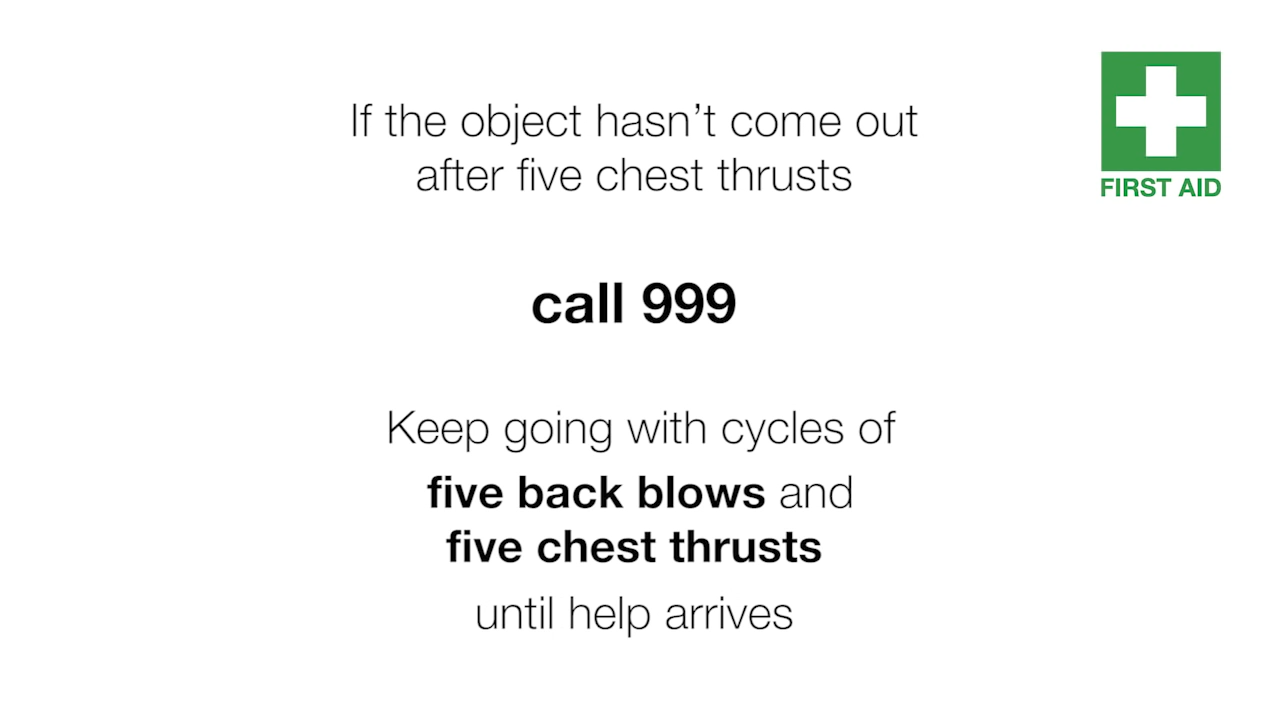 If the object hasn’t come out
after five chest thrusts
FIRST AID
call 999
Keep going with cycles of
five back blows and
five chest thrusts
until help arrives